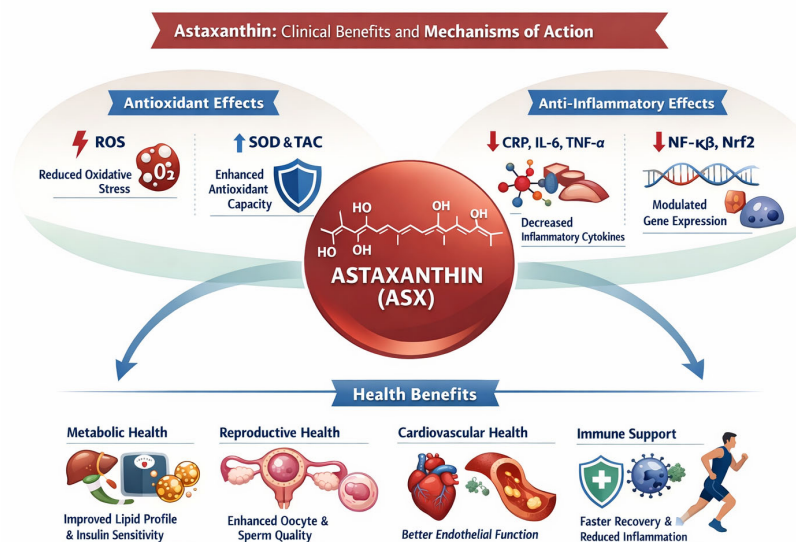 Astaxanthin: Clinical Benefits and Mechanisms of Action
Antioxidant Effects
ROS
Reduced Oxidative
Stress
O2
↑ SOD & TAC
Enhanced
Antioxidant
Capacity
Anti-Inflammatory Effects
↓ CRP, IL-6, TNF-α
Decreased
Inflammatory Cytokines
↓ NF-κβ, Nrf2
Modulated
Gene Expression
HO
OH
OH
HO
OH
ASTAXANTHIN
(ASX)
Health Benefits
Metabolic Health
Improved Lipid Profile
& Insulin Sensitivity
Reproductive Health
Enhanced Oocyte &
Sperm Quality
Cardiovascular Health
Better Endothelial Function
Immune Support
Faster Recovery &
Reduced Inflammation